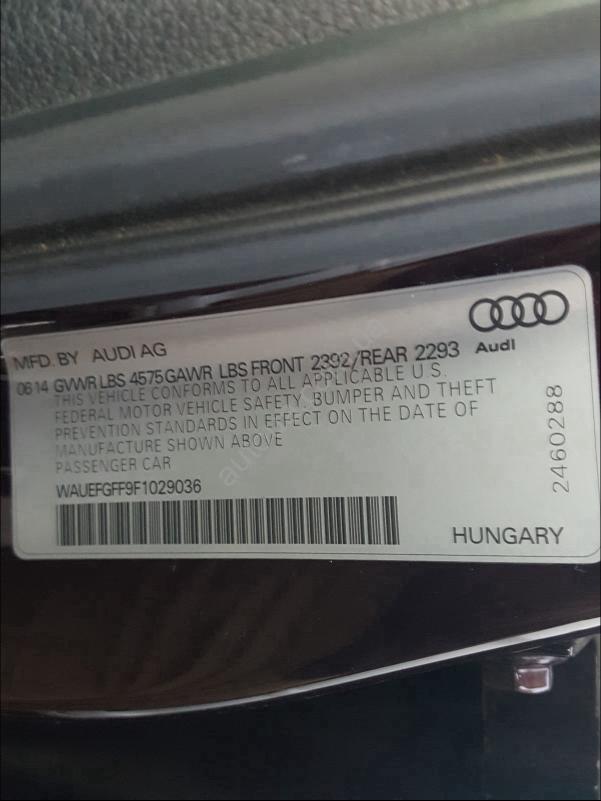 MFD. BY AUDI AG
Audi
06 14 GVWR LBS 4575 GAWR LBS FRONT 2392/REAR 2293
THIS VEHICLE CONFORMS TO ALL APPLICABLE U.S.
FEDERAL MOTOR VEHICLE SAFETY, BUMPER AND THEFT
PREVENTION STANDARDS IN EFFECT ON THE DATE OF
MANUFACTURE SHOWN ABOVE
PASSENGER CAR
WAUEFGFF9F1029036
HUNGARY
2460288